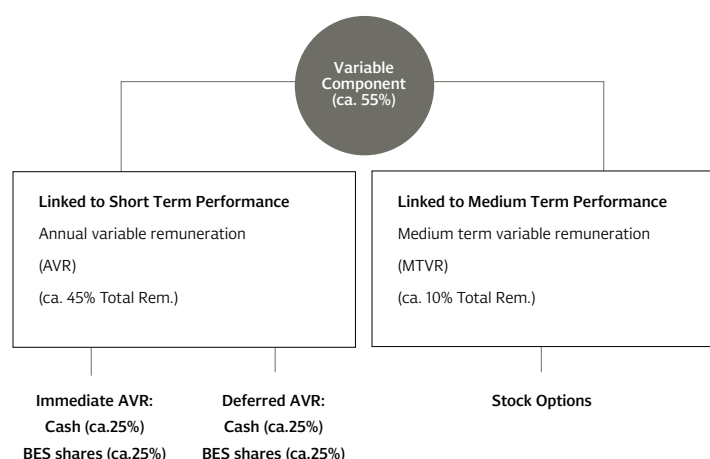 Variable
Component
(ca. 55%)
Linked to Short Term Performance
Annual variable remuneration
(AVR)
(ca. 45% Total Rem.)
Linked to Medium Term Performance
Medium term variable remuneration
(MTVR)
(ca. 10% Total Rem.)
Immediate AVR:
Cash (ca.25%)
BES shares (ca.25%)
Deferred AVR:
Cash (ca.25%)
BES shares (ca.25%)
Stock Options